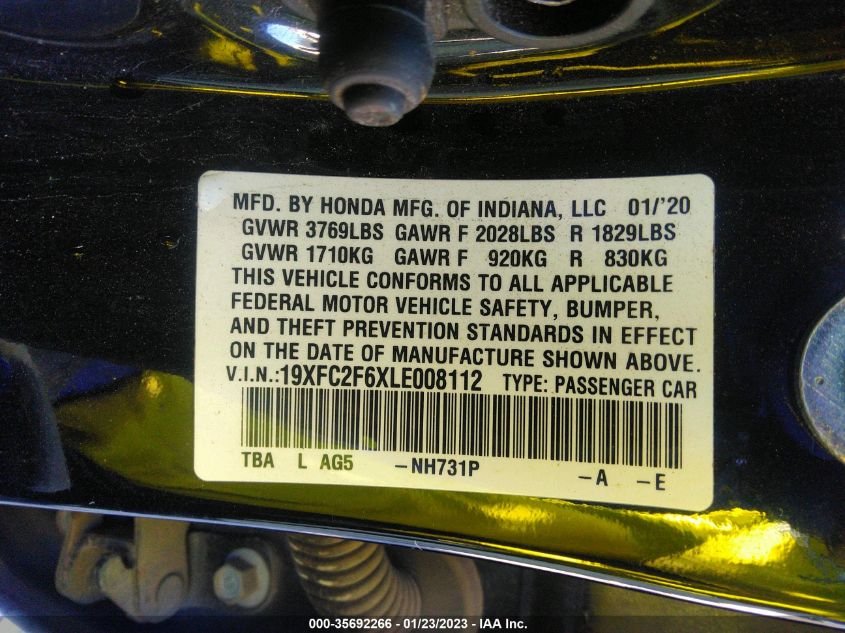 MFD. BY HONDA MFG. OF INDIANA, LLC 01/'20
GVWR 3769LBS GAWR F 2028LBS R 1829LBS
GVWR 1710KG GAWR F 920KG R 830KG
THIS VEHICLE CONFORMS TO ALL APPLICABLE
FEDERAL MOTOR VEHICLE SAFETY, BUMPER,
AND THEFT PREVENTION STANDARDS IN EFFECT
ON THE DATE OF MANUFACTURE SHOWN ABOVE.
V.I.N.:19XFC2F6XLE008112 TYPE: PASSENGER CAR
TBA L AG5 -NH731P -A -E
000-35692266 - 01/23/2023 - IAA Inc.